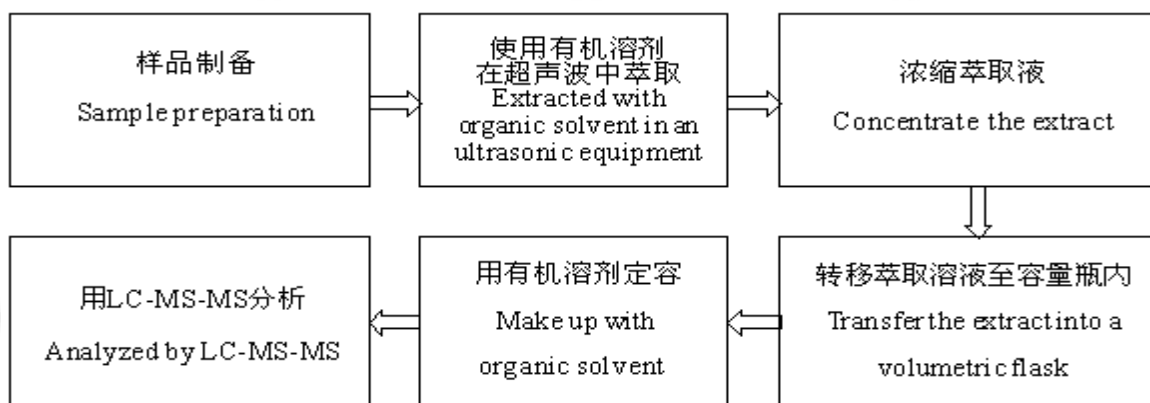 样品制备
Sample preparation
使用有机溶剂
在超声波中萃取
Extracted with
organic solvent in an
ultrasonic equipment
浓缩萃取液
Concentrate the extract
转移萃取溶液至容量瓶内
Transfer the extract into a
volumetric flask
用有机溶剂定容
Make up with
organic solvent
用LC-MS-MS分析
Analyzed by LC-MS-MS